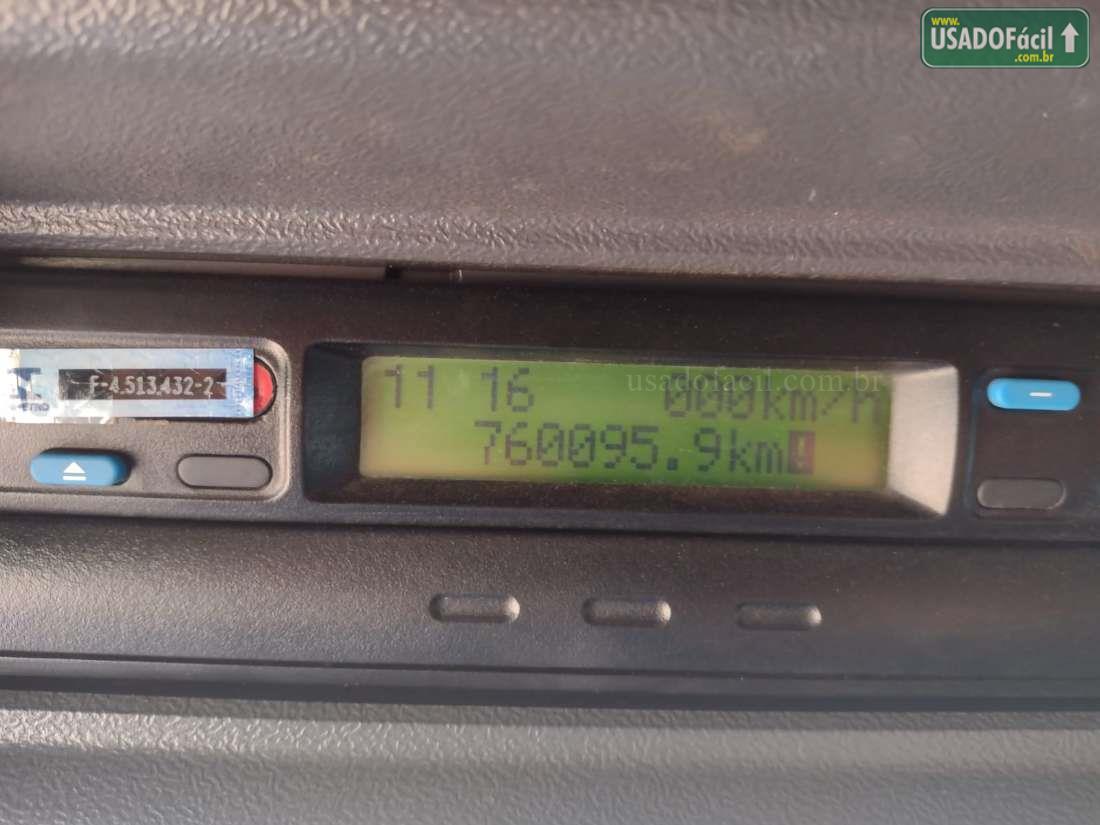 www.
USADOFácil
.com.br
F-4.513.432-2
11 16 000km/h
usadofacil.com.br
760095.9km!